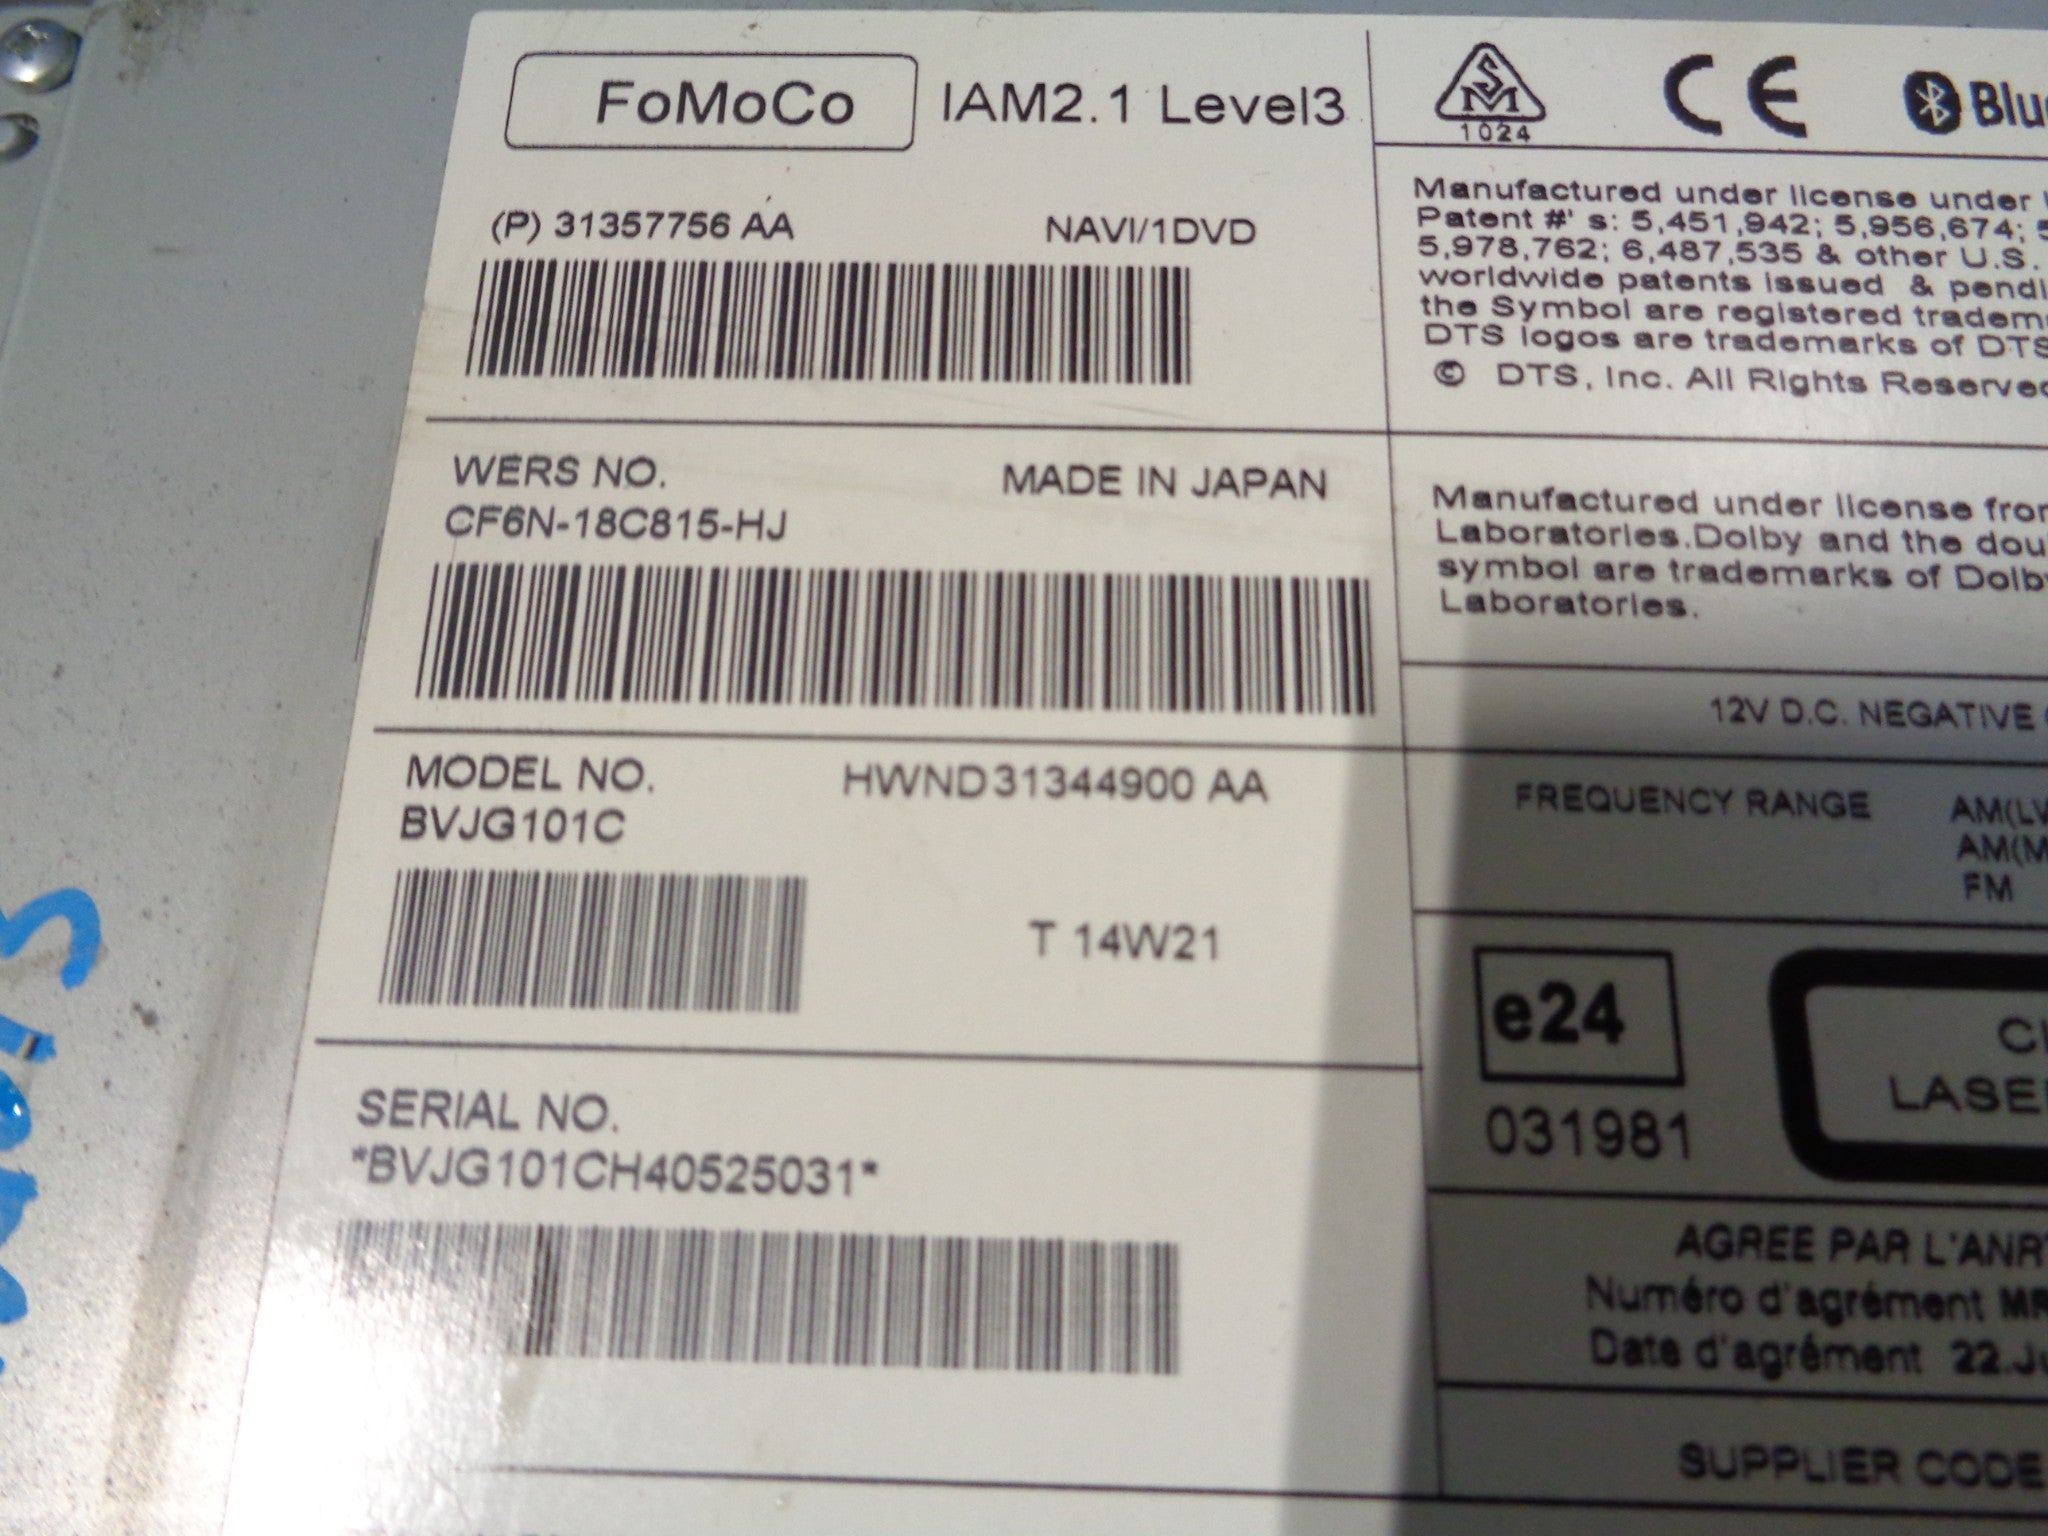 FoMoCo IAM2.1 Level3
(P) 31357756 AA NAVI/1DVD
WERS NO. MADE IN JAPAN
CF6N-18C815-HJ
MODEL NO. HWND31344900 AA
BVJG101C
T 14W21
SERIAL NO.
*BVJG101CH40525031*
SM
1024
CE
Manufactured under license under
Patent #' s: 5,451,942; 5,956,674;
5,978,762; 6,487,535 & other U.S.
worldwide patents issued & pendi
the Symbol are registered tradem
DTS logos are trademarks of DTS
© DTS, Inc. All Rights Reserve
Manufactured under license fro
Laboratories.Dolby and the dou
symbol are trademarks of Dolb
Laboratories.
12V D.C. NEGATIVE
FREQUENCY RANGE AM(LW
AM(M
FM
e24
031981
LASE
AGREE PAR L'ANR
Numéro d'agrément MR
Date d'agrément 22.Ju
SUPPLIER CODE